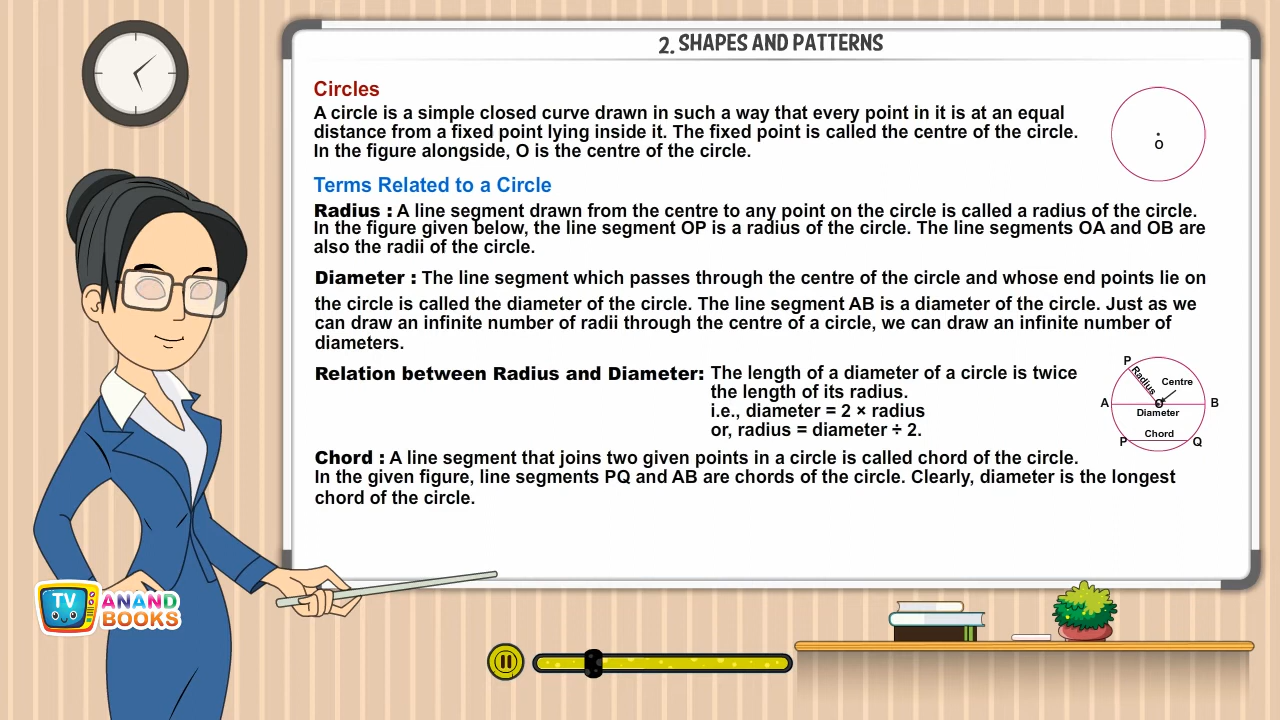 2. SHAPES AND PATTERNS
Circles
A circle is a simple closed curve drawn in such a way that every point in it is at an equal
distance from a fixed point lying inside it. The fixed point is called the centre of the circle.
In the figure alongside, O is the centre of the circle.
O
Terms Related to a Circle
Radius : A line segment drawn from the centre to any point on the circle is called a radius of the circle.
In the figure given below, the line segment OP is a radius of the circle. The line segments OA and OB are
also the radii of the circle.
Diameter : The line segment which passes through the centre of the circle and whose end points lie on
the circle is called the diameter of the circle. The line segment AB is a diameter of the circle. Just as we
can draw an infinite number of radii through the centre of a circle, we can draw an infinite number of
diameters.
Relation between Radius and Diameter: The length of a diameter of a circle is twice
the length of its radius.
i.e., diameter = 2 × radius
or, radius = diameter ÷ 2.
P
Radius
Centre
A O B
Diameter
Chord
P Q
Chord : A line segment that joins two given points in a circle is called chord of the circle.
In the given figure, line segments PQ and AB are chords of the circle. Clearly, diameter is the longest
chord of the circle.
TV ANAND
BOOKS